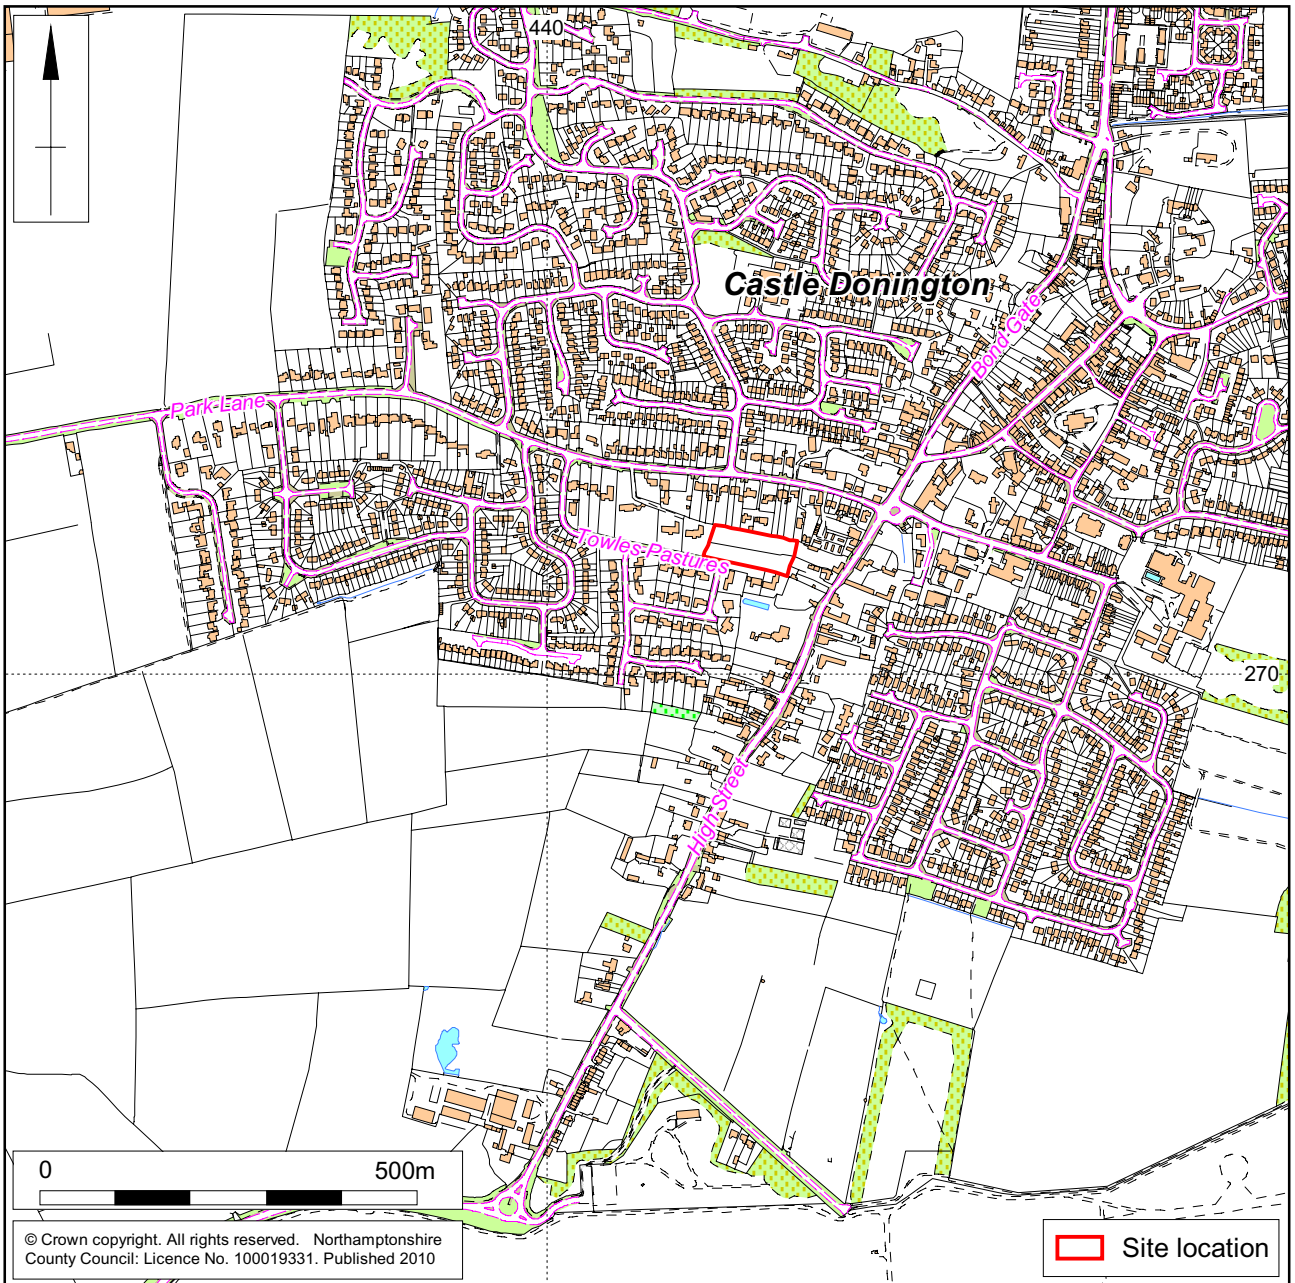 440
Castle Donington
Bond Gate
Park Lane
Towles Pastures
270
High Street
0 500m
© Crown copyright. All rights reserved. Northamptonshire
County Council: Licence No. 100019331. Published 2010
Site location